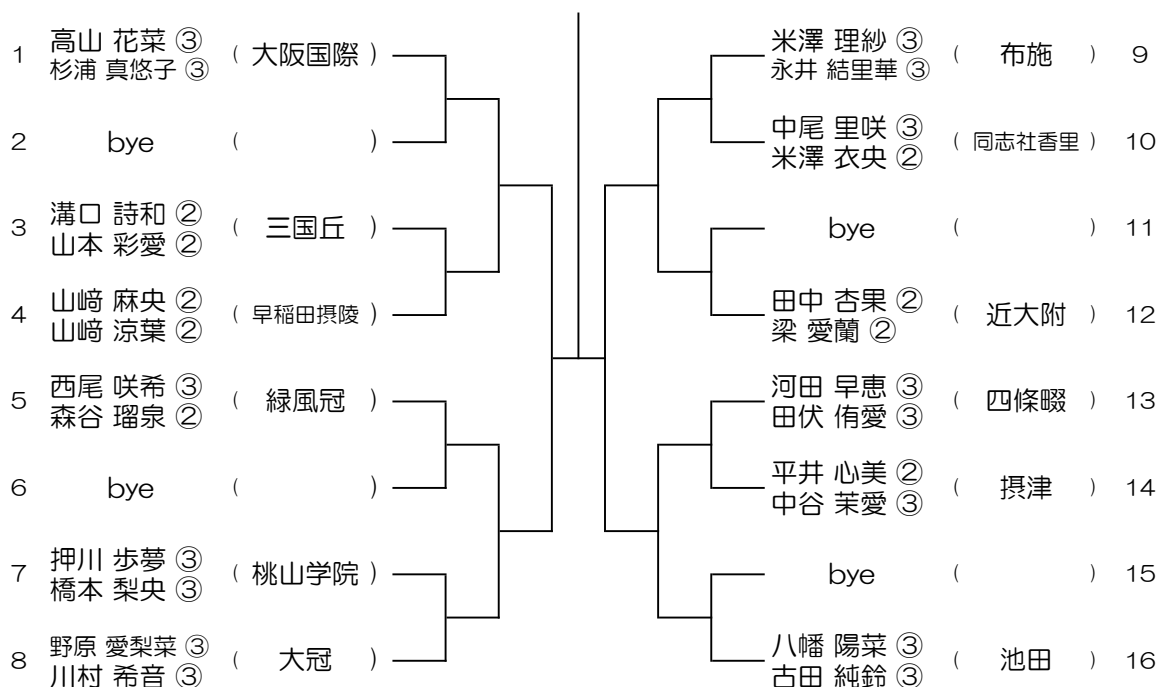 1 高山 花菜 ③ ( 大阪国際 )
杉浦 真悠子 ③
2 bye ( )
3 溝口 詩和 ② ( 三国丘 )
山本 彩愛 ②
4 山﨑 麻央 ② ( 早稲田摂陵 )
山﨑 涼葉 ②
5 西尾 咲希 ③ ( 緑風冠 )
森谷 瑠泉 ②
6 bye ( )
7 押川 歩夢 ③ ( 桃山学院 )
橋本 梨央 ③
8 野原 愛梨菜 ③ ( 大冠 )
川村 希音 ③
米澤 理紗 ③ ( 布施 ) 9
永井 結里華 ③
中尾 里咲 ③ ( 同志社香里 ) 10
米澤 衣央 ②
bye ( ) 11
田中 杏果 ② ( 近大附 ) 12
梁 愛蘭 ②
河田 早恵 ③ ( 四條畷 ) 13
田伏 侑愛 ③
平井 心美 ② ( 摂津 ) 14
中谷 茉愛 ③
bye ( ) 15
八幡 陽菜 ③ ( 池田 ) 16
古田 純鈴 ③